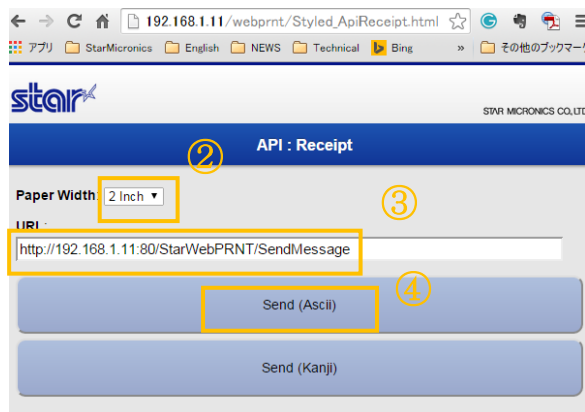 192.168.1.11/webprnt/Styled_ApiReceipt.html
アプリ StarMicronics English NEWS Technical Bing » その他のブックマー
star
STAR MICRONICS CO.,LTD
API : Receipt
②
Paper Width: 2 Inch ▼
③
URL :
http://192.168.1.11:80/StarWebPRNT/SendMessage
④
Send (Ascii)
Send (Kanji)